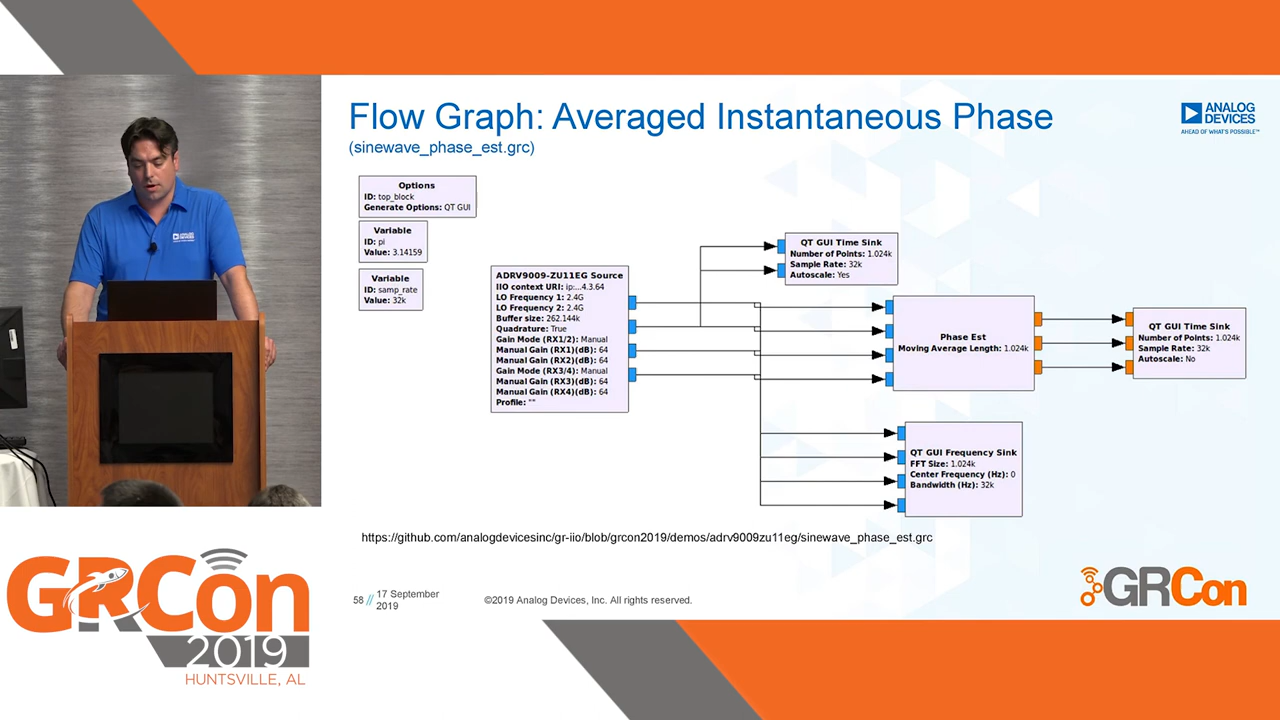 Flow Graph: Averaged Instantaneous Phase
(sinewave_phase_est.grc)
ANALOG
DEVICES
AHEAD OF WHAT'S POSSIBLE™
Options
ID: top_block
Generate Options: QT GUI
Variable
ID: pi
Value: 3.14159
Variable
ID: samp_rate
Value: 32k
ADRV9009-ZU11EG Source
IIO context URI: ip:...4.3.64
LO Frequency 1: 2.4G
LO Frequency 2: 2.4G
Buffer size: 262.144k
Quadrature: True
Gain Mode (RX1/2): Manual
Manual Gain (RX1)(dB): 64
Manual Gain (RX2)(dB): 64
Gain Mode (RX3/4): Manual
Manual Gain (RX3)(dB): 64
Manual Gain (RX4)(dB): 64
Profile: ""
QT GUI Time Sink
Number of Points: 1.024k
Sample Rate: 32k
Autoscale: Yes
Phase Est
Moving Average Length: 1.024k
QT GUI Time Sink
Number of Points: 1.024k
Sample Rate: 32k
Autoscale: No
QT GUI Frequency Sink
FFT Size: 1.024k
Center Frequency (Hz): 0
Bandwidth (Hz): 32k
https://github.com/analogdevicesinc/gr-iio/blob/grcon2019/demos/adrv9009zu11eg/sinewave_phase_est.grc
58 // 17 September
2019
©2019 Analog Devices, Inc. All rights reserved.
GRCon
GRCon
2019
HUNTSVILLE, AL